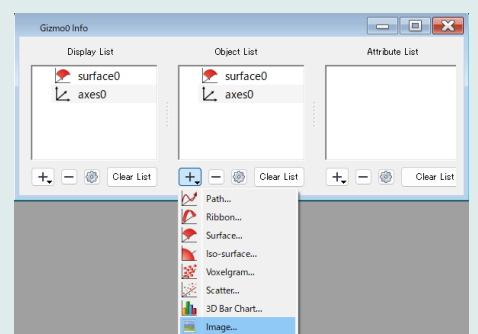 Gizmo0 Info
Display List Object List Attribute List
surface0 surface0
axes0 axes0
Clear List Clear List Clear List
Path...
Ribbon...
Surface...
Iso-surface...
Voxelgram...
Scatter...
3D Bar Chart...
Image...